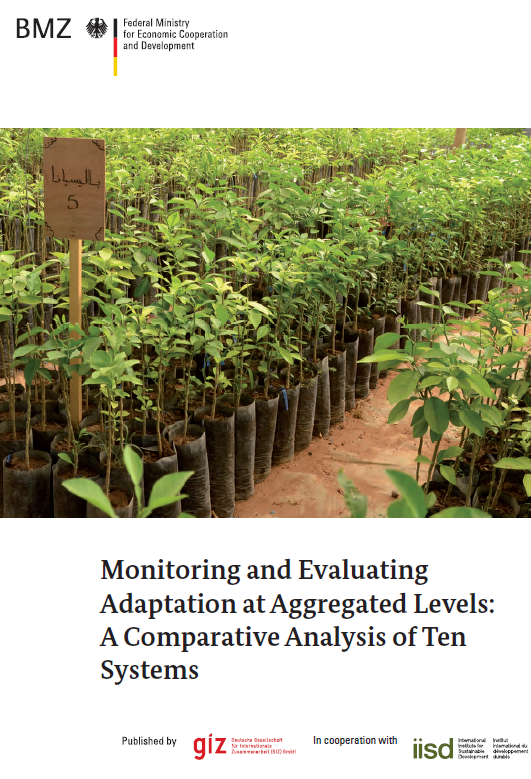 BMZ
Federal Ministry
for Economic Cooperation
and Development
5
Monitoring and Evaluating
Adaptation at Aggregated Levels:
A Comparative Analysis of Ten
Systems
Published by
giz
Deutsche Gesellschaft
für Internationale
Zusammenarbeit (GIZ) GmbH
In cooperation with
iisd
International
Institute for
Sustainable
Development
Institut
international du
développement
durable